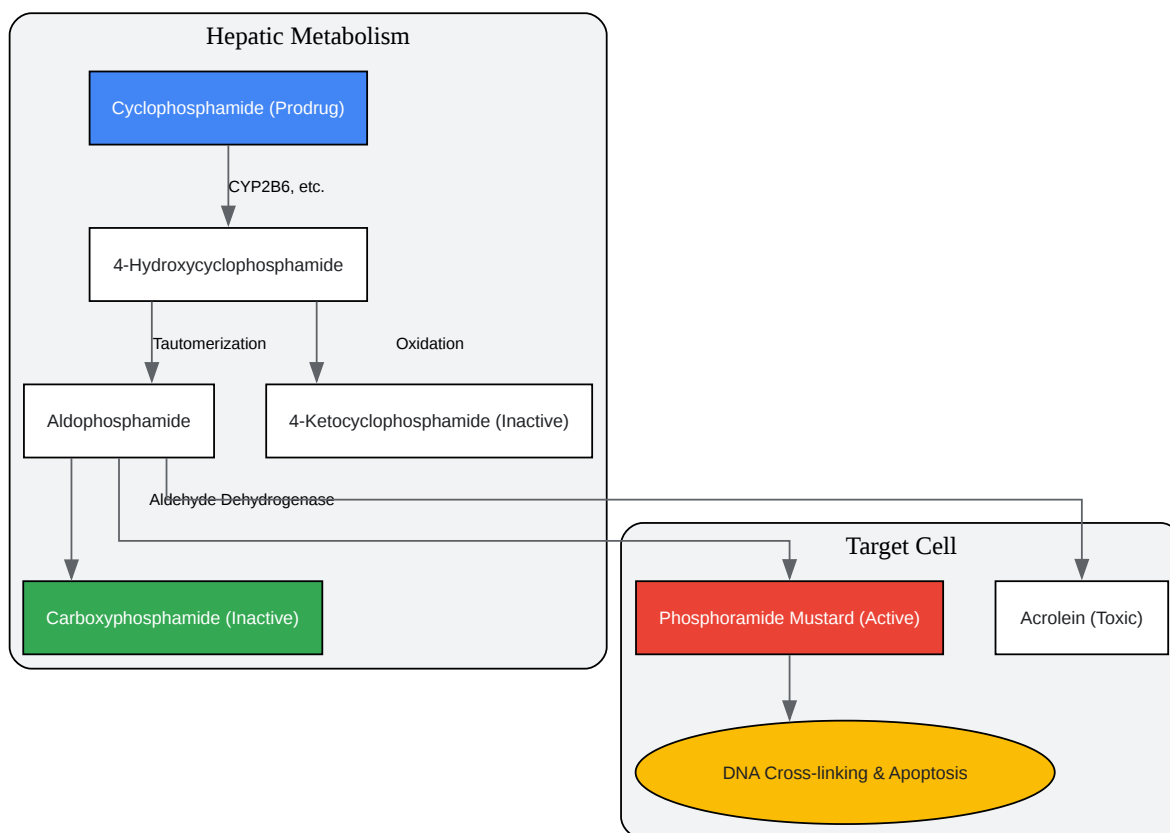 Hepatic Metabolism
Cyclophosphamide (Prodrug)
CYP2B6, etc.
4-Hydroxycyclophosphamide
Tautomerization
Oxidation
Aldophosphamide
4-Ketocyclophosphamide (Inactive)
Aldehyde Dehydrogenase
Target Cell
Carboxyphosphamide (Inactive)
Phosphoramide Mustard (Active)
Acrolein (Toxic)
DNA Cross-linking & Apoptosis